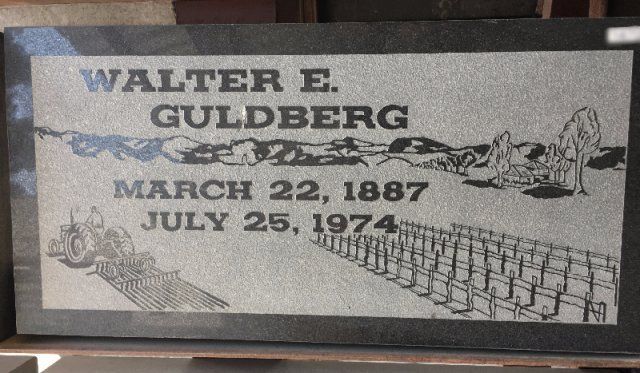 WALTER E.
GULDBERG
MARCH 22, 1887
JULY 25, 1974